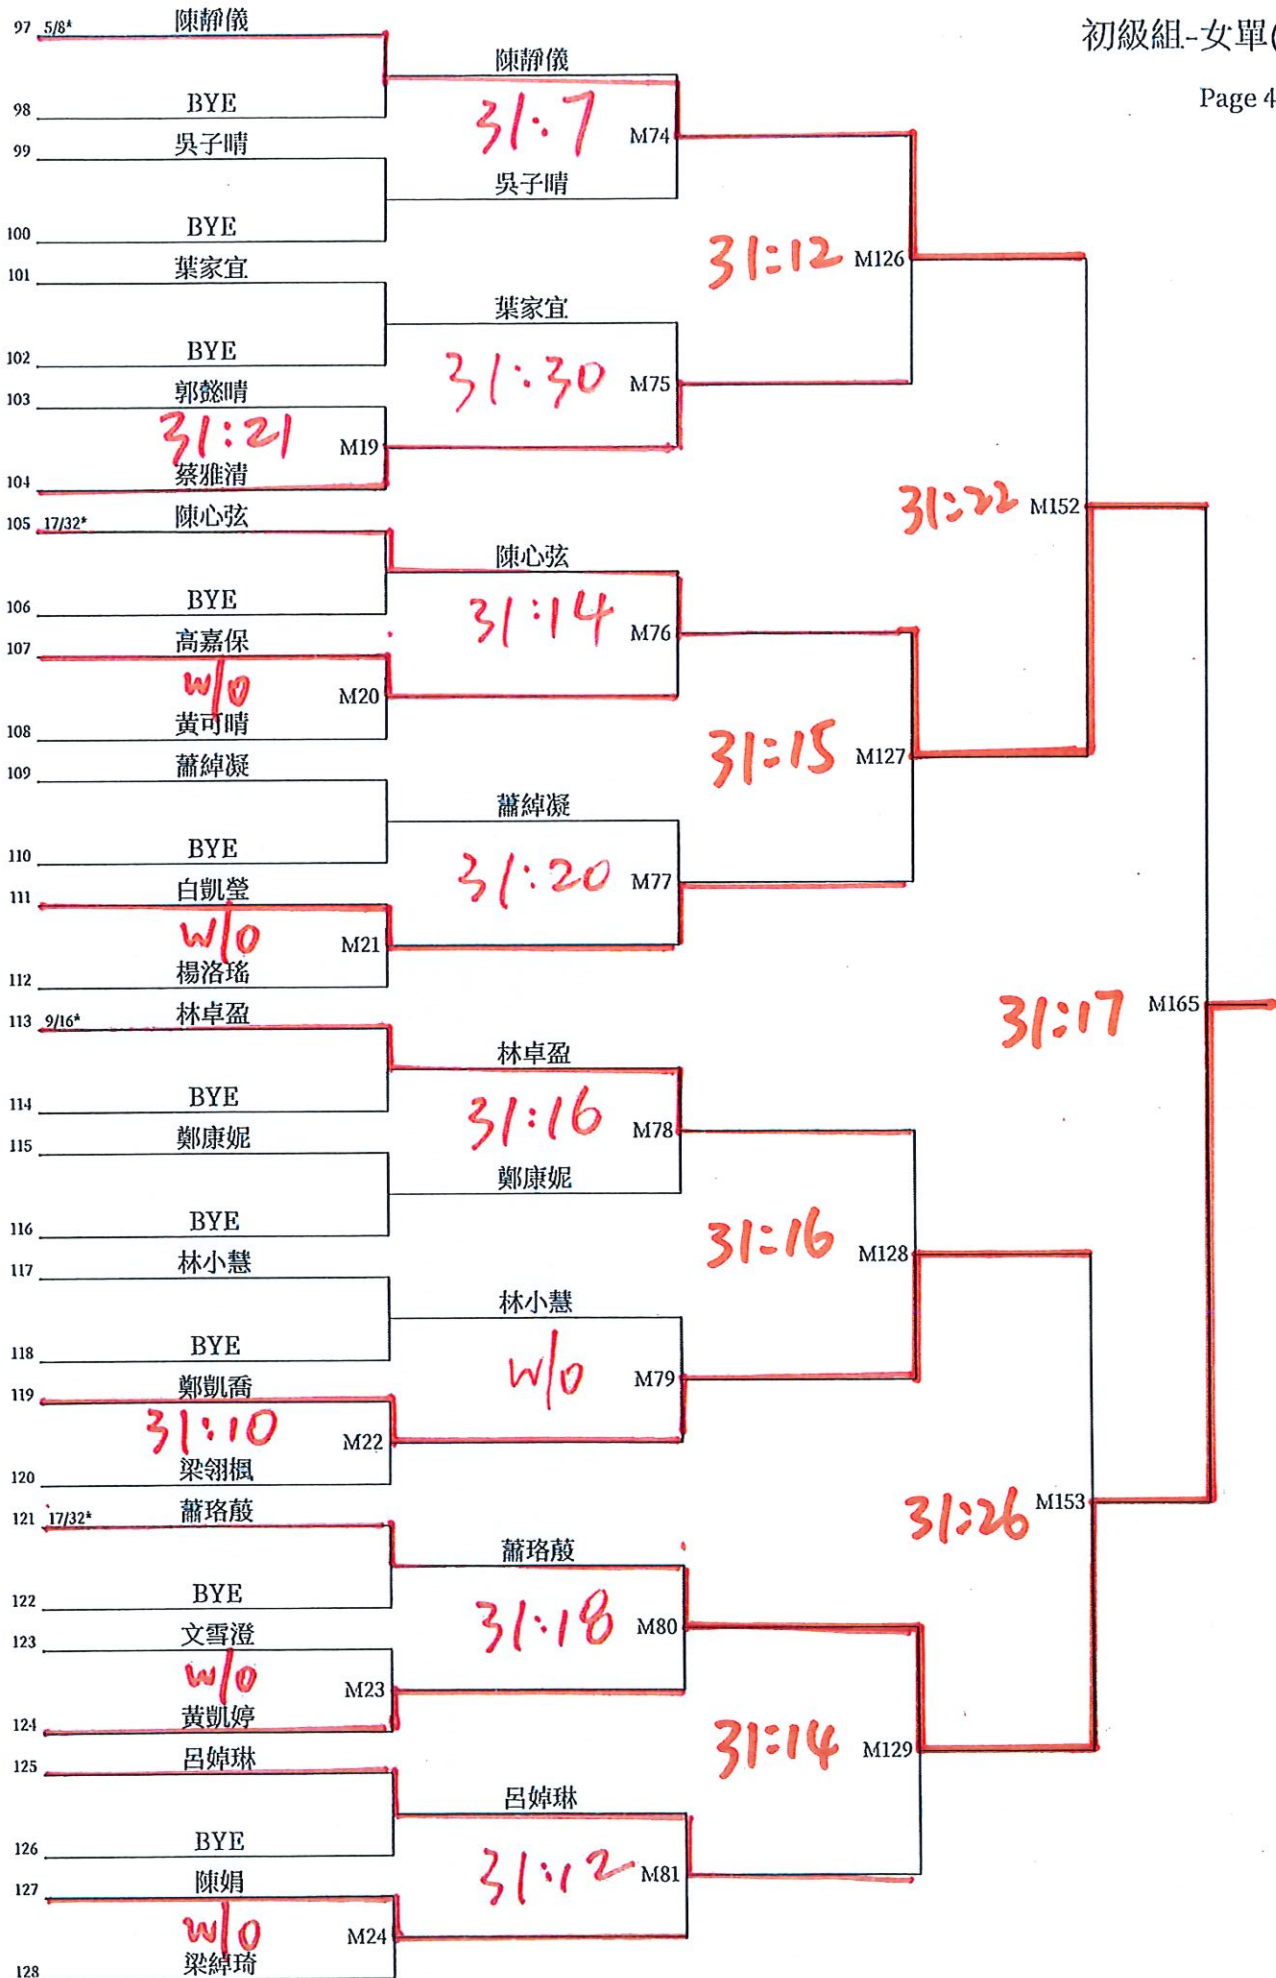 初級組-女單(
Page 4
97 5/8* 陳靜儀
陳靜儀
98 BYE
31:7 M74
99 吳子晴
吳子晴
100 BYE
31:12 M126
101 葉家宜
葉家宜
102 BYE
31:30 M75
103 郭懿晴
31:21 M19
104 蔡雅清
31:22 M152
105 17/32* 陳心弦
陳心弦
106 BYE
31:14 M76
107 高嘉保
w/o M20
108 黃可晴
31:15 M127
109 蕭綽凝
蕭綽凝
110 BYE
31:20 M77
111 白凱瑩
w/o M21
112 楊洛瑤
31:17 M165
113 9/16* 林卓盈
林卓盈
114 BYE
31:16 M78
115 鄭康妮
鄭康妮
116 BYE
31:16 M128
117 林小慧
林小慧
118 BYE
w/o M79
119 鄭凱喬
31:10 M22
120 梁翎楓
31:26 M153
121 17/32* 蕭珞蒑
蕭珞蒑
122 BYE
31:18 M80
123 文雪澄
w/o M23
124 黃凱婷
31:14 M129
125 呂婥琳
呂婥琳
126 BYE
31:12 M81
127 陳娟
w/o M24
128 梁綽琦